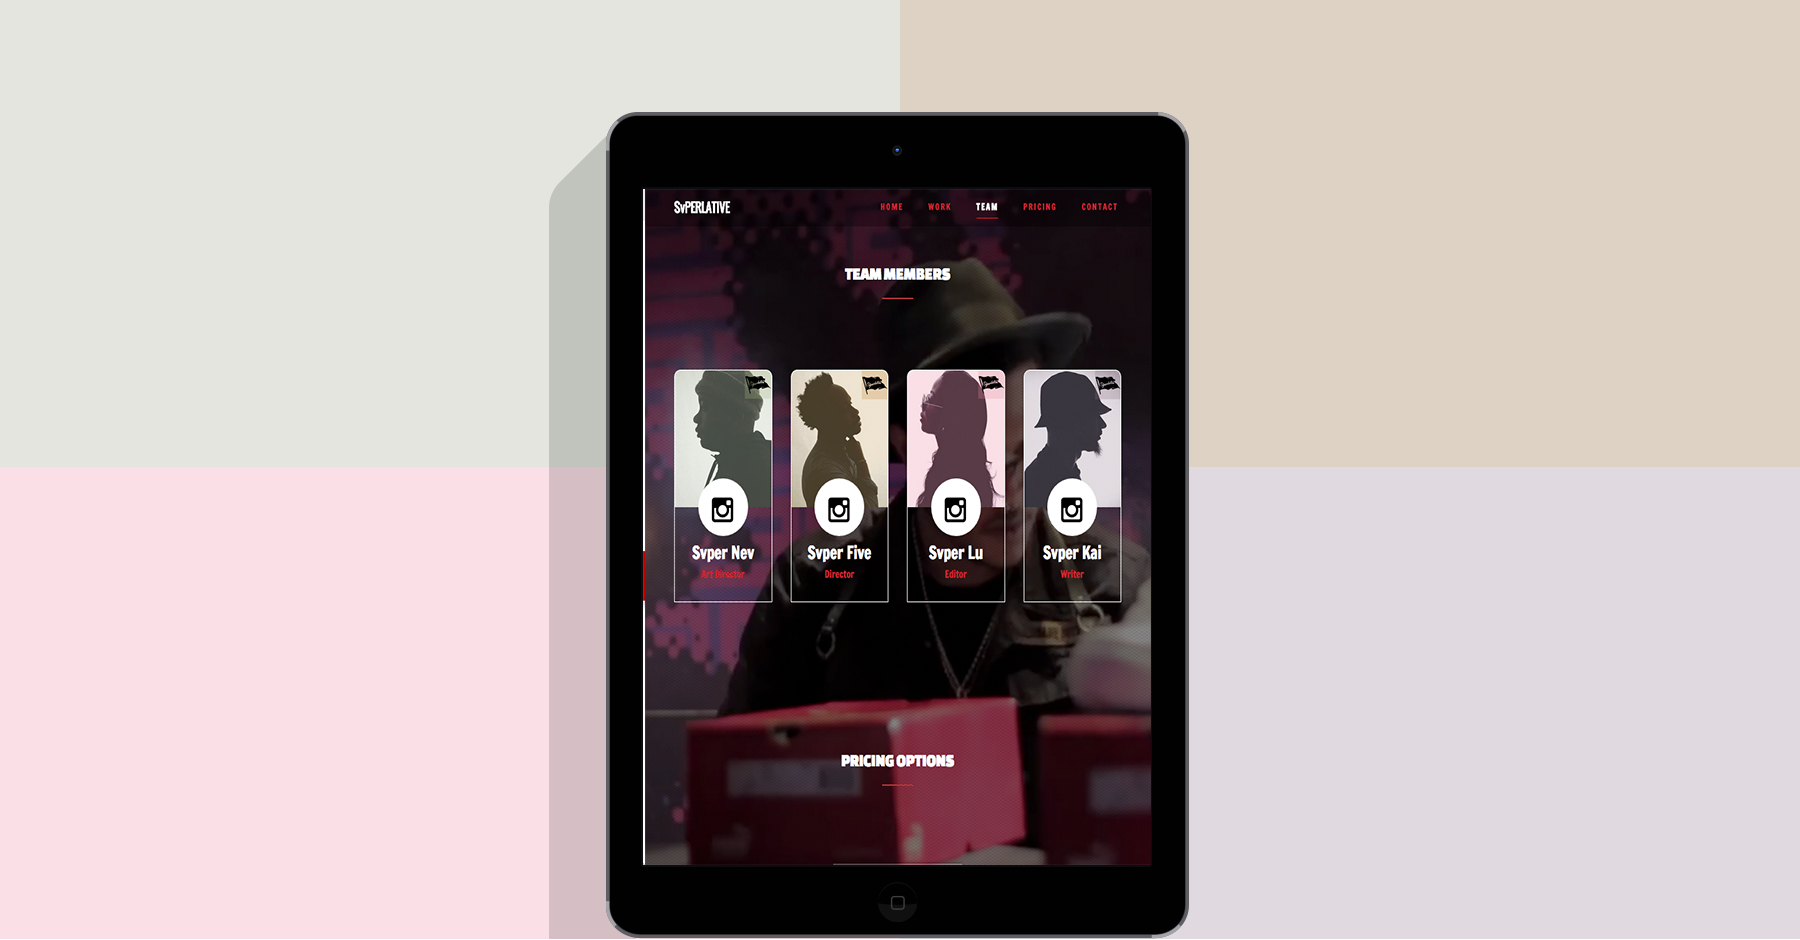 SvPERLATIVE
HOME WORK TEAM PRICING CONTACT
TEAM MEMBERS
Svper Nev
Art Director
Svper Five
Director
Svper Lu
Editor
Svper Kai
Writer
PRICING OPTIONS